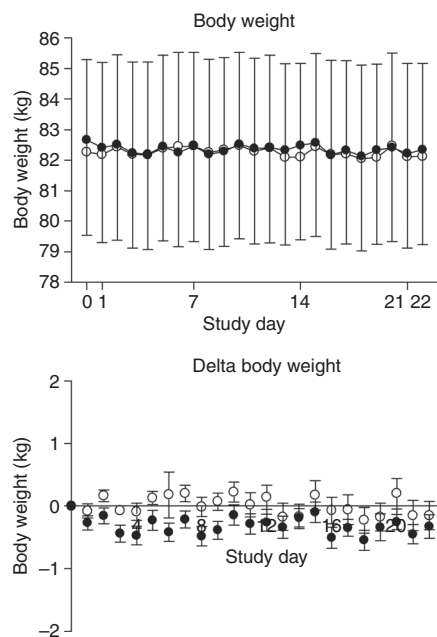 Body weight
86
85
84
83
82
81
80
79
78
Body weight (kg)
0 1 7 14 21 22
Study day
Delta body weight
2
1
0
−1
−2
Body weight (kg)
4 8 12 16 20
Study day